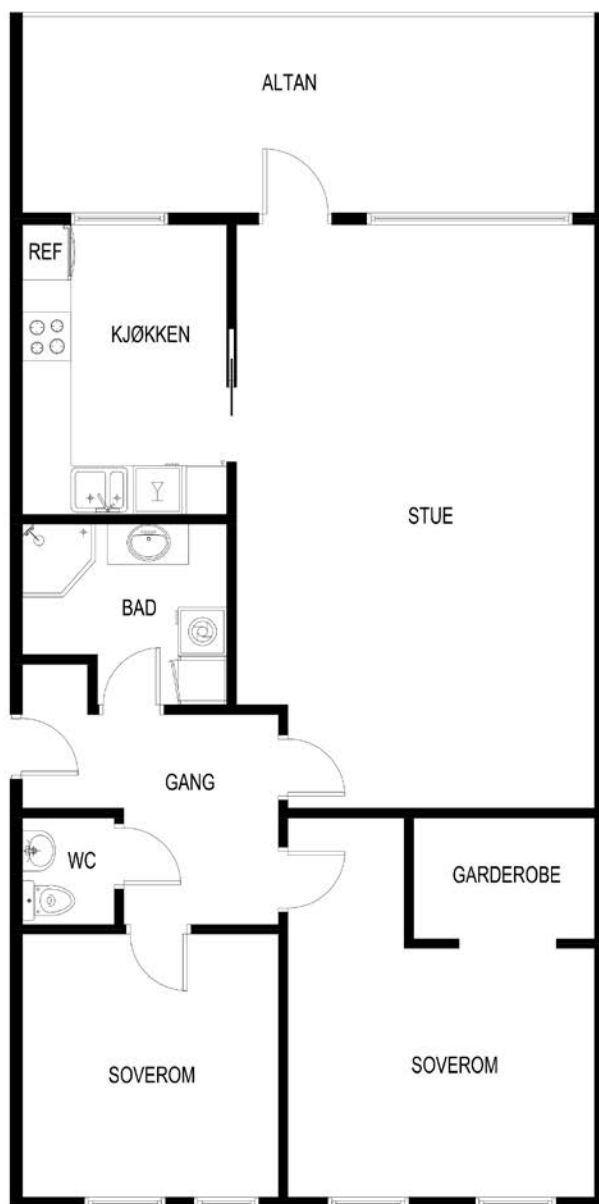 ALTAN
REF
KJØKKEN
STUE
BAD
GANG
WC
GARDEROBE
SOVEROM
SOVEROM